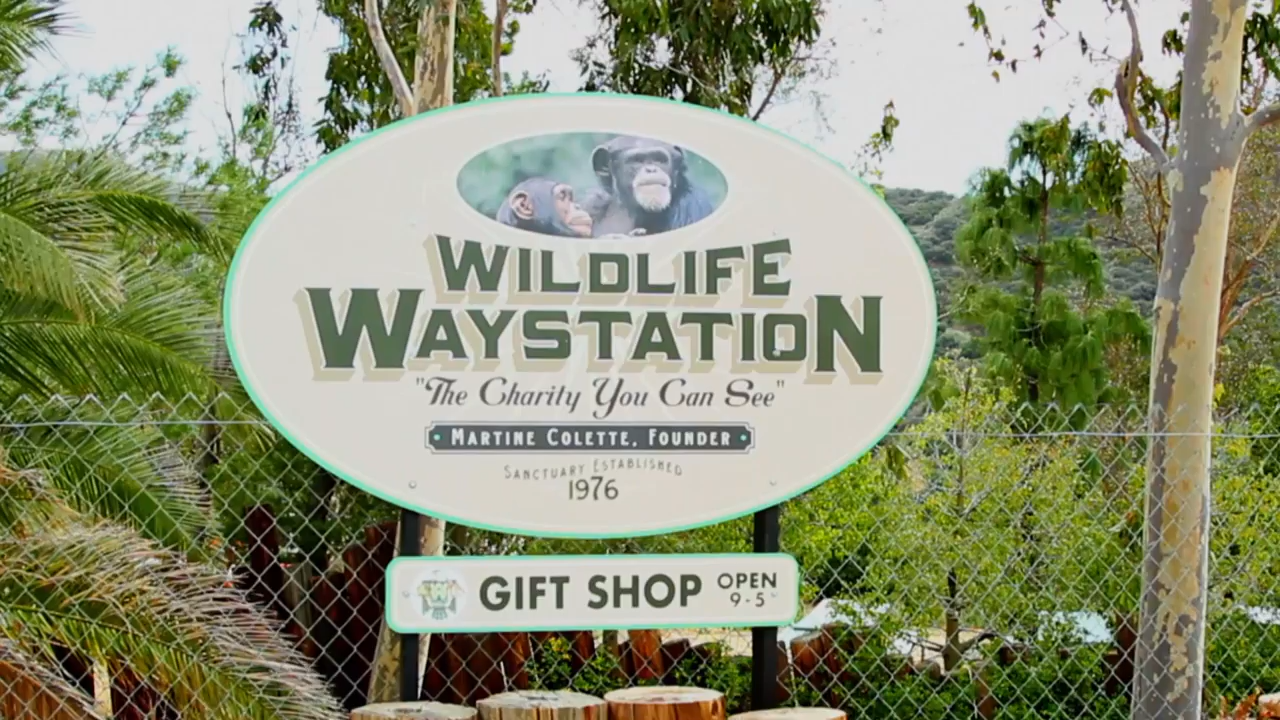 WILDLIFE
WAYSTATION
"The Charity You Can See"
MARTINE COLETTE, FOUNDER
SANCTUARY ESTABLISHED
1976
W
GIFT SHOP OPEN
9-5